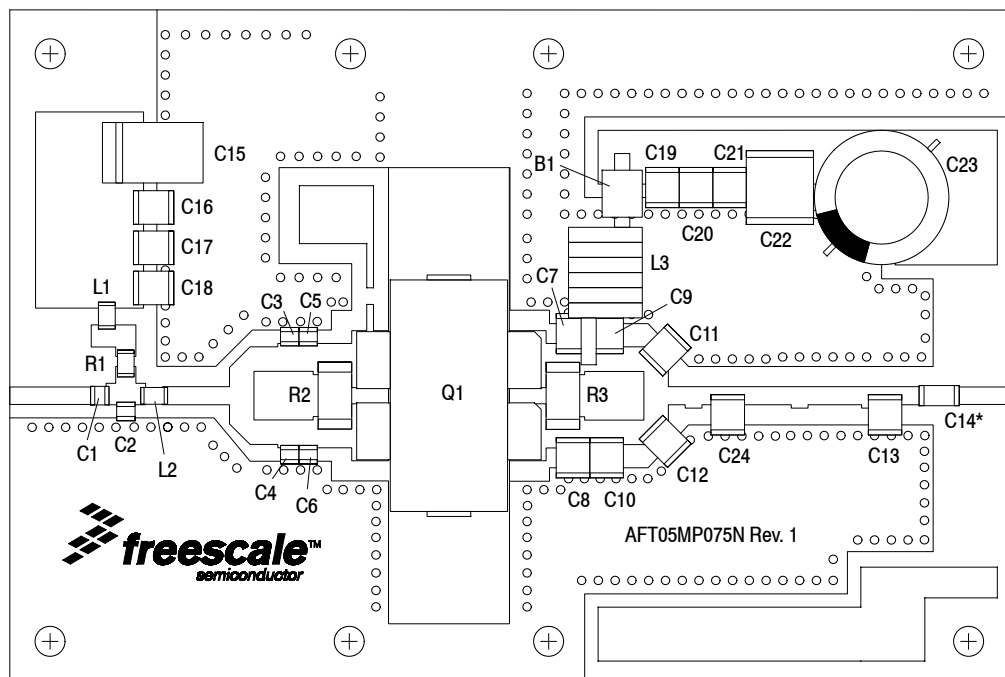 C15
C16
C17
C18
L1
R1
C1
C2
L2
C3 C5
R2
C4
C6
Q1
B1
C19
C21
C20
C22
C23
L3
C7
C9
C11
R3
C8
C10
C12
C24
C13
C14*
AFT05MP075N Rev. 1
freescale™
semiconductor